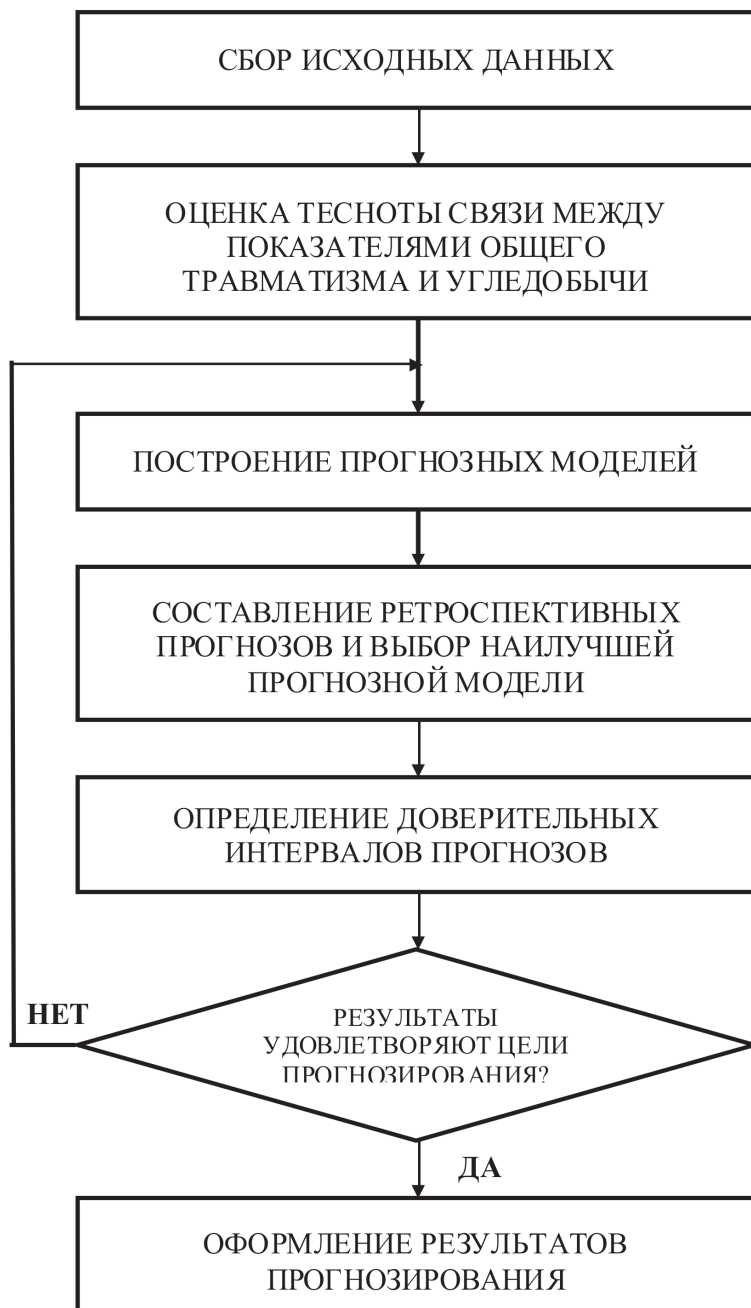 СБОР ИСХОДНЫХ ДАННЫХ
ОЦЕНКА ТЕСНОТЫ СВЯЗИ МЕЖДУ
ПОКАЗАТЕЛЯМИ ОБЩЕГО
ТРАВМАТИЗМА И УГЛЕДОБЫЧИ
ПОСТРОЕНИЕ ПРОГНОЗНЫХ МОДЕЛЕЙ
СОСТАВЛЕНИЕ РЕТРОСПЕКТИВНЫХ
ПРОГНОЗОВ И ВЫБОР НАИЛУЧШЕЙ
ПРОГНОЗНОЙ МОДЕЛИ
ОПРЕДЕЛЕНИЕ ДОВЕРИТЕЛЬНЫХ
ИНТЕРВАЛОВ ПРОГНОЗОВ
НЕТ
РЕЗУЛЬТАТЫ
УДОВЛЕТВОРЯЮТ ЦЕЛИ
ПРОГНОЗИРОВАНИЯ?
ДА
ОФОРМЛЕНИЕ РЕЗУЛЬТАТОВ
ПРОГНОЗИРОВАНИЯ